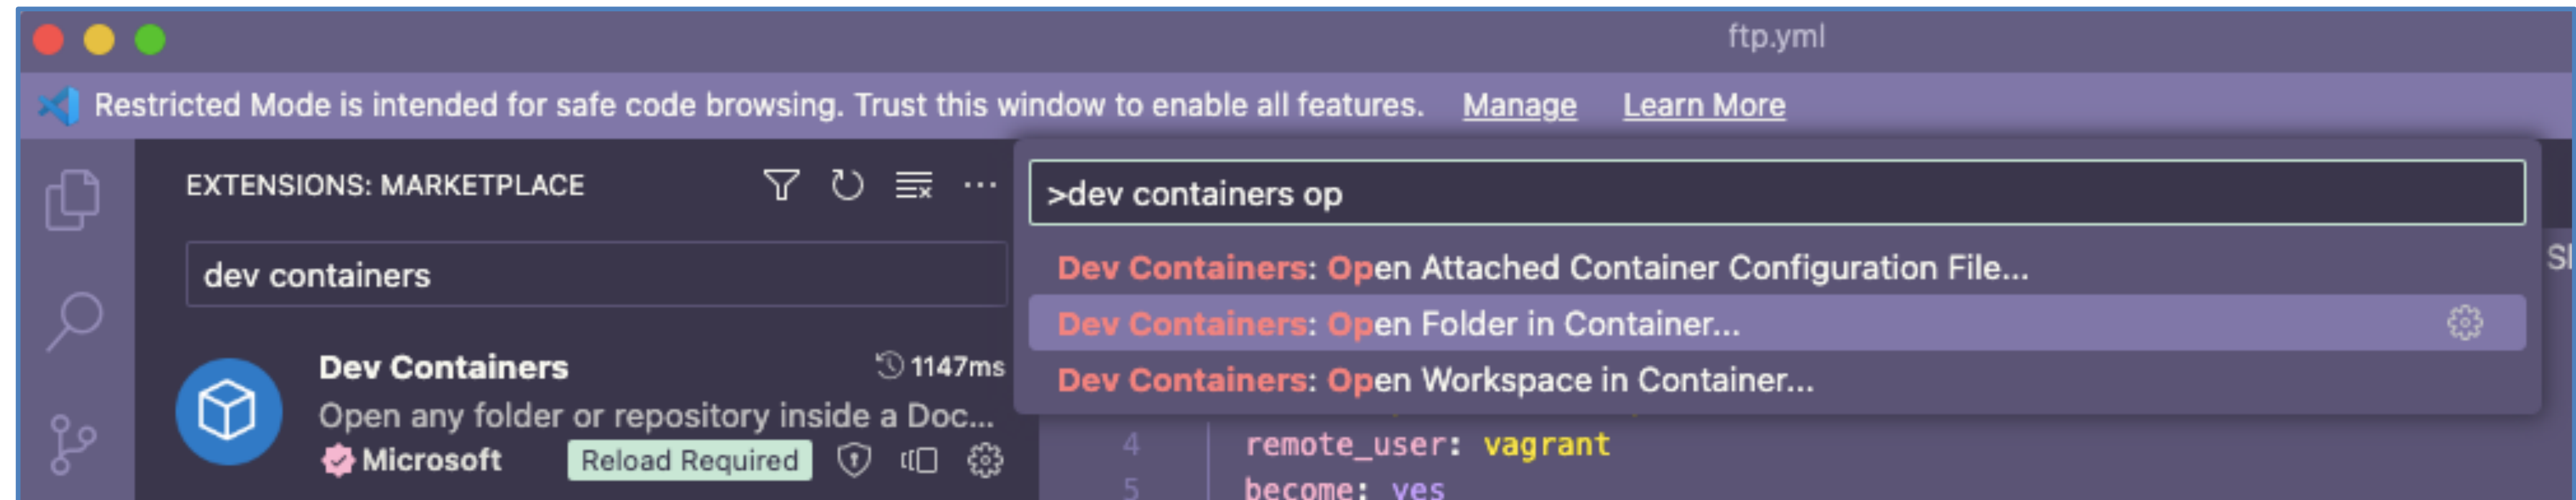 ftp.yml
Restricted Mode is intended for safe code browsing. Trust this window to enable all features. Manage Learn More
EXTENSIONS: MARKETPLACE
dev containers
Dev Containers 1147ms
Open any folder or repository inside a Doc...
Microsoft Reload Required
>dev containers op
Dev Containers: Open Attached Container Configuration File...
Dev Containers: Open Folder in Container...
Dev Containers: Open Workspace in Container...
4 remote_user: vagrant
5 become: yes